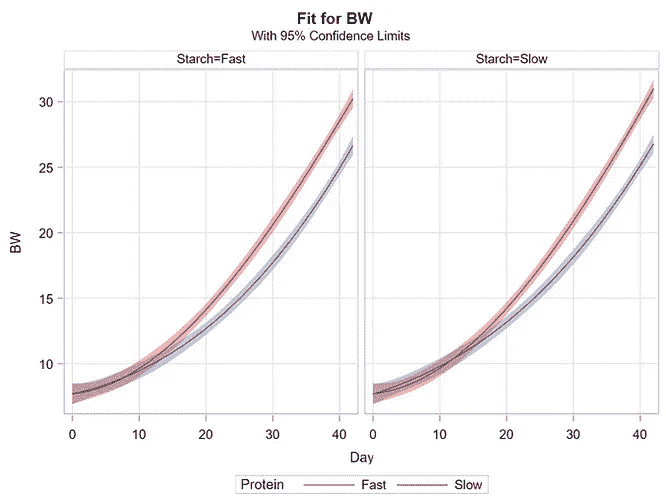 Fit for BW
With 95% Confidence Limits
Starch=Fast Starch=Slow
30
25
20
15
10
BW
0 10 20 30 40 0 10 20 30 40
Day
Protein Fast Slow